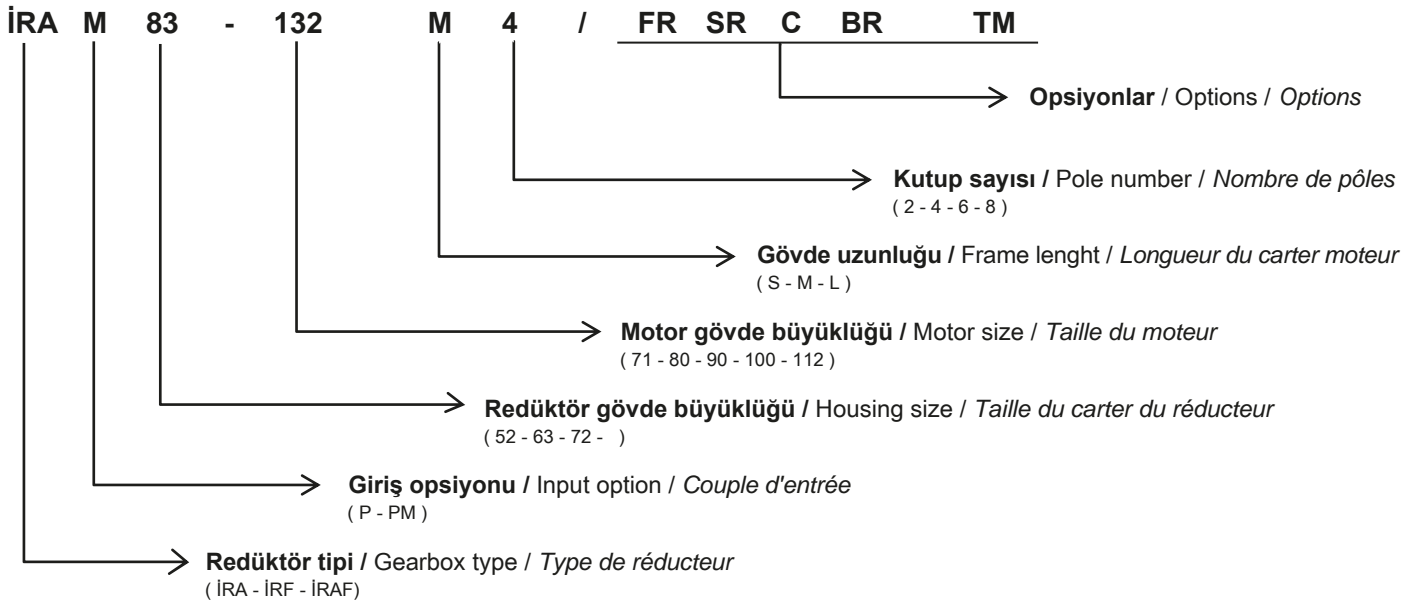 İRA M 83 - 132 M 4 / FR SR C BR TM
Opsiyonlar / Options / Options
Kutup sayısı / Pole number / Nombre de pôles
( 2 - 4 - 6 - 8 )
Gövde uzunluğu / Frame lenght / Longueur du carter moteur
( S - M - L )
Motor gövde büyüklüğü / Motor size / Taille du moteur
( 71 - 80 - 90 - 100 - 112 )
Redüktör gövde büyüklüğü / Housing size / Taille du carter du réducteur
( 52 - 63 - 72 - )
Giriş opsiyonu / Input option / Couple d'entrée
( P - PM )
Redüktör tipi / Gearbox type / Type de réducteur
( İRA - İRF - İRAF)